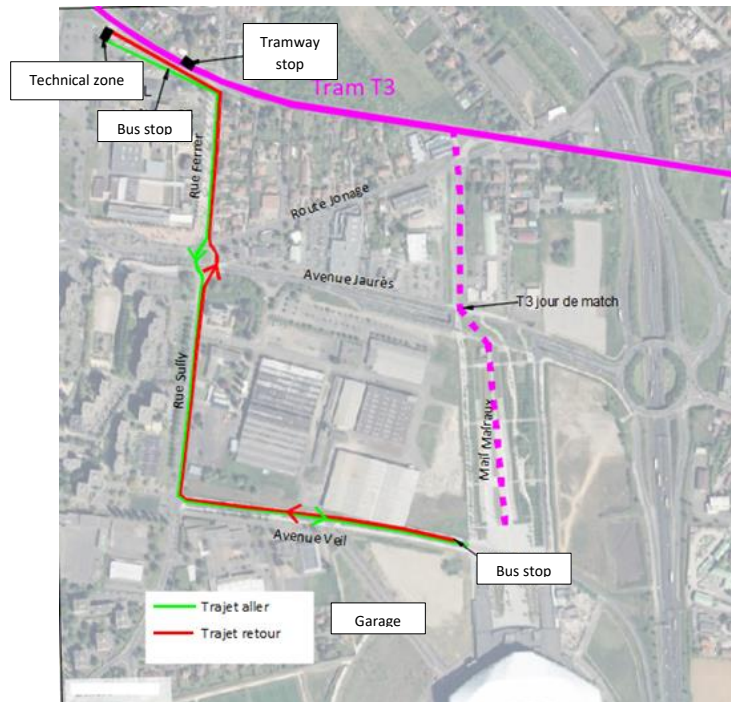 Tramway
stop
Technical zone
L
Bus stop
Tram T3
Rue Ferrer
Route Jonage
Avenue Jaurès
T3 jour de match
Rue Sully
Mail Malraux
Avenue Veil
Bus stop
Trajet aller
Trajet retour
Garage